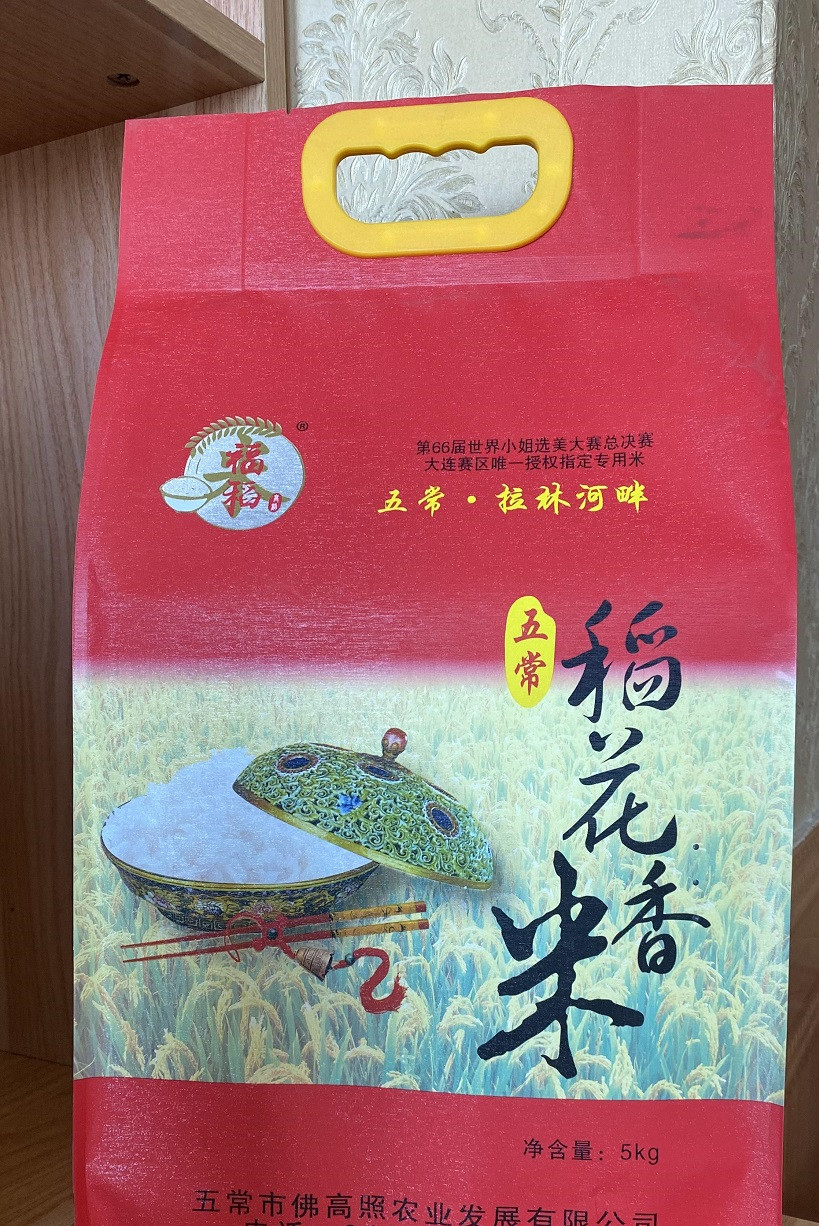 福稻
®
第66届世界小姐选美大赛总决赛
大连赛区唯一授权指定专用米
五常·拉林河畔
五常
稻花香
米
净含量：5kg
五常市佛高照农业发展有限公司